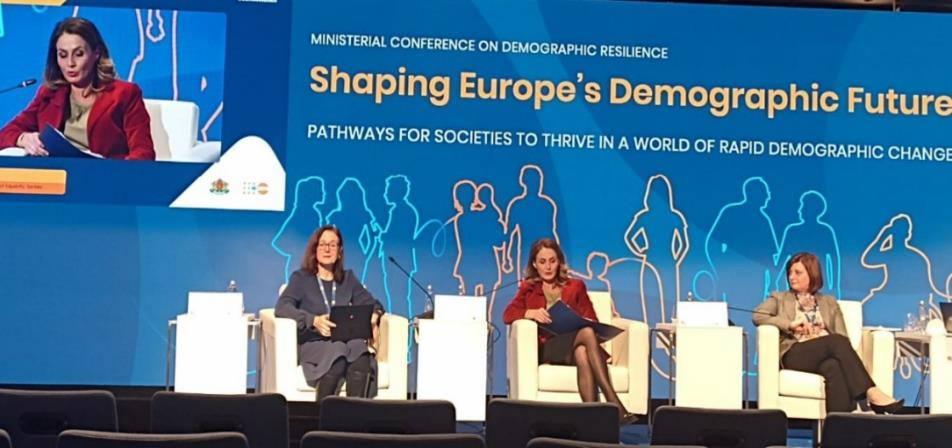 MINISTERIAL CONFERENCE ON DEMOGRAPHIC RESILIENCE
Shaping Europe's Demographic Future
PATHWAYS FOR SOCIETIES TO THRIVE IN A WORLD OF RAPID DEMOGRAPHIC CHANGE